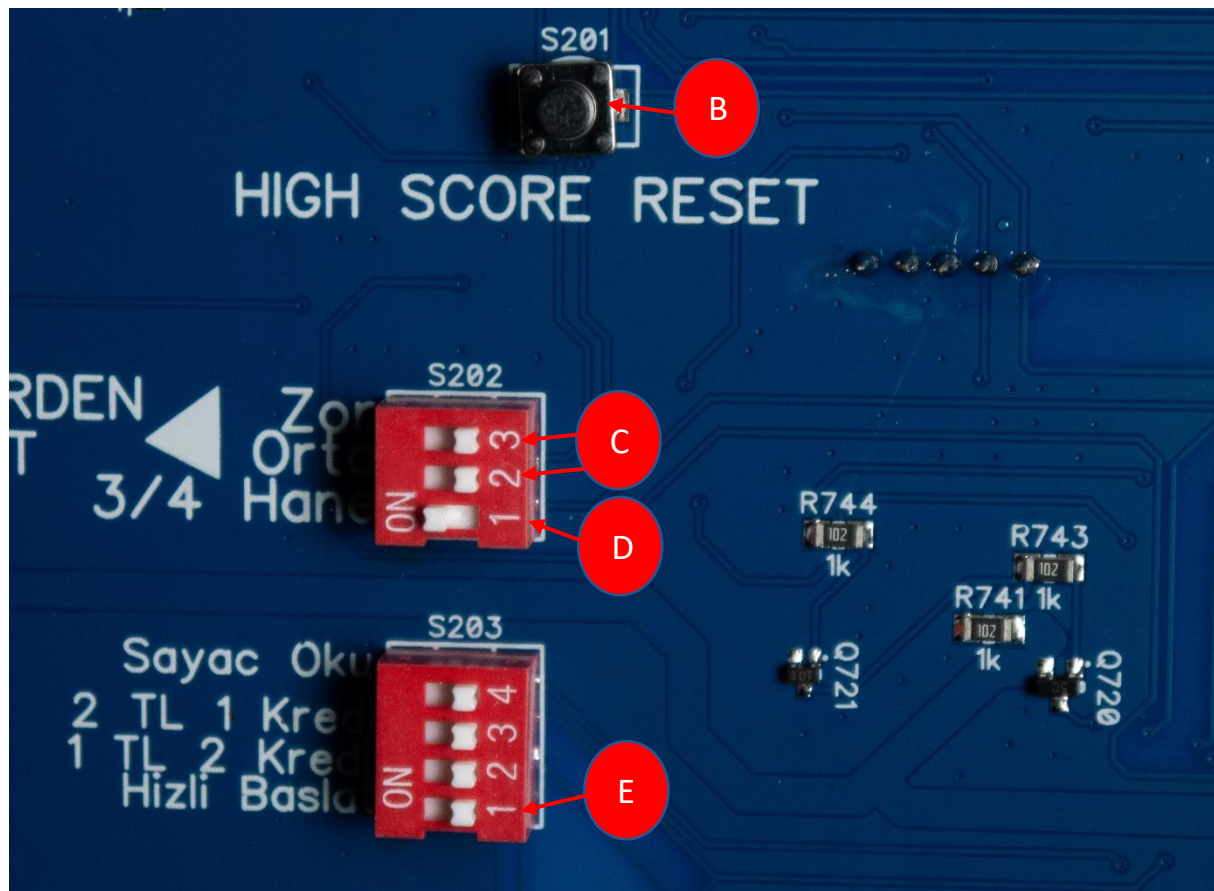 S201
B
HIGH SCORE RESET
S202
RDEN
T
Zor
Orta
3/4 Hane
3
2
1
ON
C
D
R744
102
1k
R743
102
1k
R741
102
1k
S203
Sayac Oku
2 TL 1 Kred
1 TL 2 Kred
Hizli Basla
4
3
2
1
ON
E
Q721
Q720